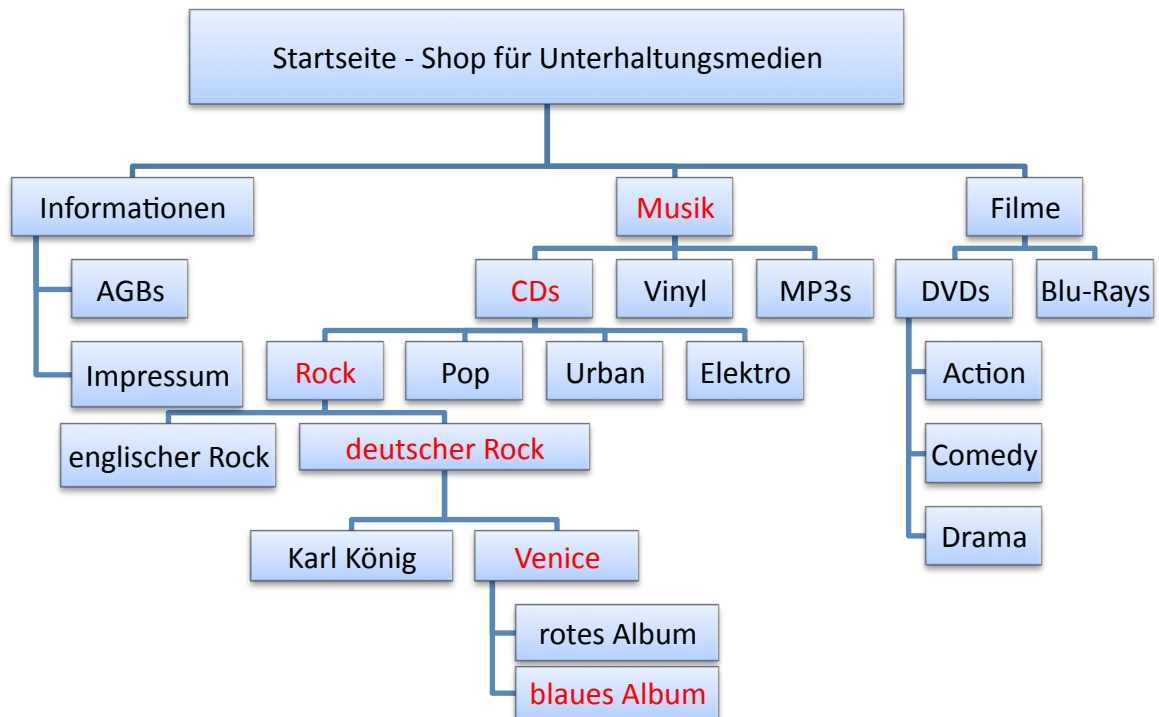 Startseite - Shop für Unterhaltungsmedien
Informationen
Musik
Filme
AGBs
CDs
Vinyl
MP3s
DVDs
Blu-Rays
Impressum
Rock
Pop
Urban
Elektro
Action
englischer Rock
deutscher Rock
Comedy
Karl König
Venice
Drama
rotes Album
blaues Album